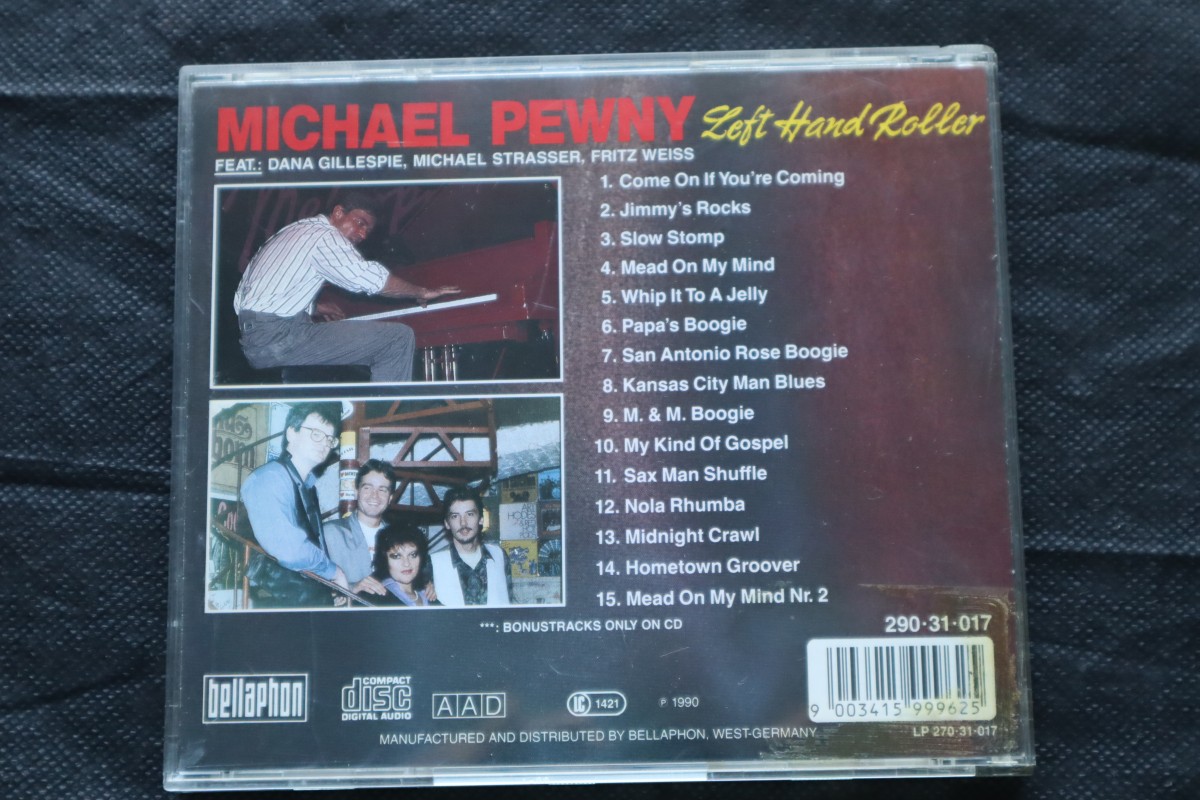 MICHAEL PEWNY Left Hand Roller
FEAT.: DANA GILLESPIE, MICHAEL STRASSER, FRITZ WEISS
1. Come On If You're Coming
2. Jimmy's Rocks
3. Slow Stomp
4. Mead On My Mind
5. Whip It To A Jelly
6. Papa's Boogie
7. San Antonio Rose Boogie
8. Kansas City Man Blues
9. M. & M. Boogie
10. My Kind Of Gospel
11. Sax Man Shuffle
12. Nola Rhumba
13. Midnight Crawl
14. Hometown Groover
15. Mead On My Mind Nr. 2
***: BONUSTRACKS ONLY ON CD
290·31·017
bellaphon
COMPACT
disc
DIGITAL AUDIO
AAD
LC 1421
℗ 1990
9 003415 999625
MANUFACTURED AND DISTRIBUTED BY BELLAPHON, WEST-GERMANY
LP 270·31·017